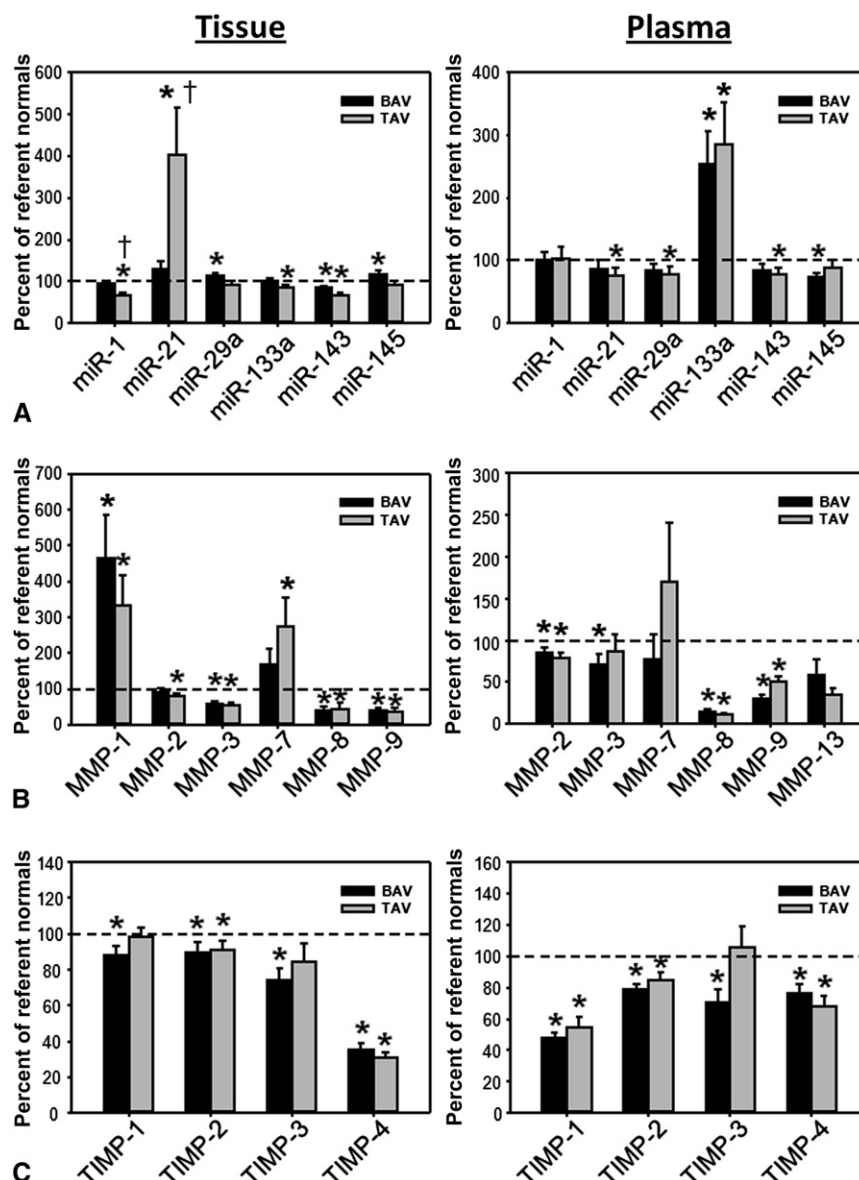 Tissue
Plasma
Percent of referent normals
600
500
400
300
200
100
0
* †
†
*
*
*
**
*
BAV
TAV
miR-1
miR-21
miR-29a
miR-133a
miR-143
miR-145
Percent of referent normals
400
300
200
100
0
*
*
*
*
*
*
BAV
TAV
miR-1
miR-21
miR-29a
miR-133a
miR-143
miR-145
A
Percent of referent normals
700
600
500
400
300
200
100
0
*
*
*
**
*
**
**
BAV
TAV
MMP-1
MMP-2
MMP-3
MMP-7
MMP-8
MMP-9
Percent of referent normals
300
250
200
150
100
50
0
**
*
**
*
*
BAV
TAV
MMP-2
MMP-3
MMP-7
MMP-8
MMP-9
MMP-13
B
Percent of referent normals
140
120
100
80
60
40
20
0
*
* *
*
* *
BAV
TAV
TIMP-1
TIMP-2
TIMP-3
TIMP-4
Percent of referent normals
160
140
120
100
80
60
40
20
0
* *
* *
*
* *
BAV
TAV
TIMP-1
TIMP-2
TIMP-3
TIMP-4
C